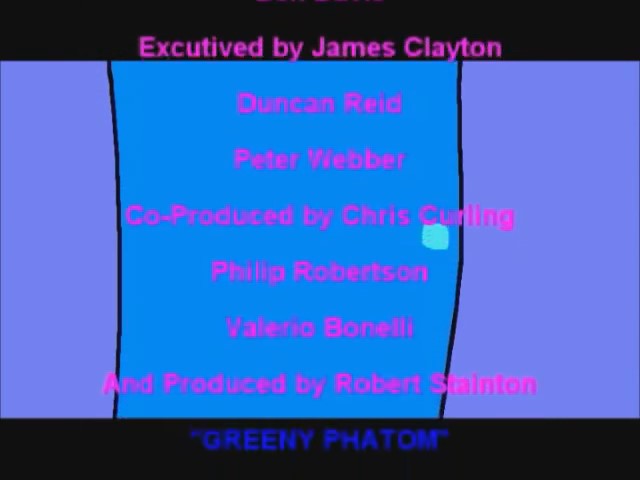 Excutived by James Clayton
Duncan Reid
Peter Webber
Co-Produced by Chris Curling
Philip Robertson
Valerio Bonelli
And Produced by Robert Stainton
"GREENY PHATOM"